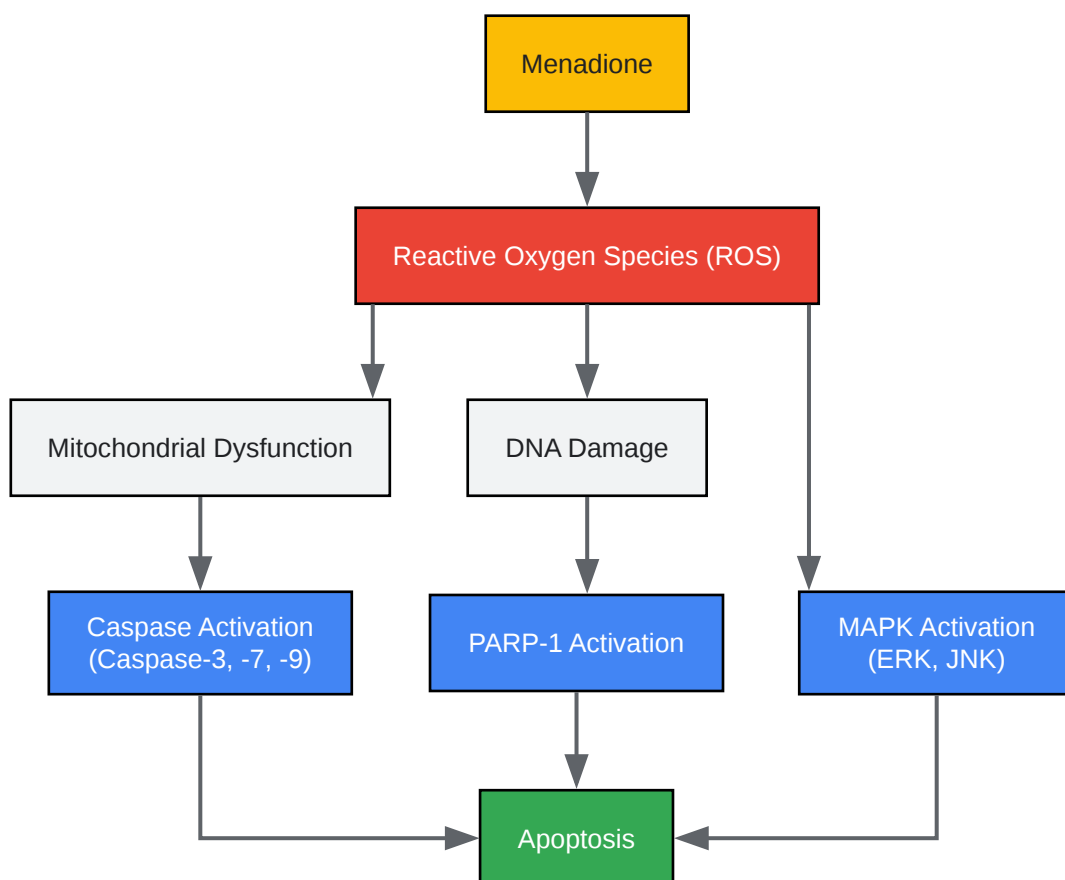 Menadione
Reactive Oxygen Species (ROS)
Mitochondrial Dysfunction
DNA Damage
Caspase Activation
(Caspase-3, -7, -9)
PARP-1 Activation
MAPK Activation
(ERK, JNK)
Apoptosis